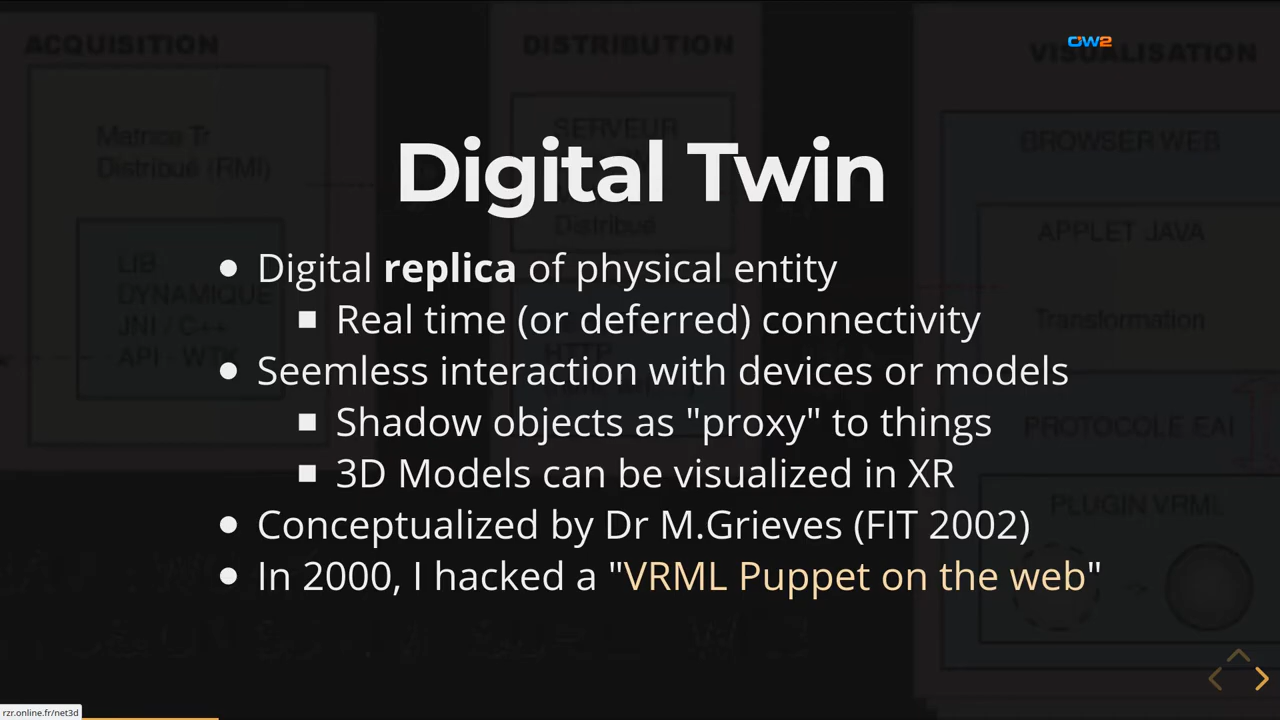 ACQUISITION
DISTRIBUTION
OW2
VISUALISATION
Matrice Tr
Distribué (RMI)
SERVEUR
BROWSER WEB
Digital Twin
Distribué
APPLET JAVA
LIB
DYNAMIQUE
JNI / C++
API - WTK
HTTP
Transformation
PROTOCOLE EAI
PLUGIN VRML
● Digital replica of physical entity
■ Real time (or deferred) connectivity
● Seemless interaction with devices or models
■ Shadow objects as "proxy" to things
■ 3D Models can be visualized in XR
● Conceptualized by Dr M.Grieves (FIT 2002)
● In 2000, I hacked a "VRML Puppet on the web"
rzr.online.fr/net3d